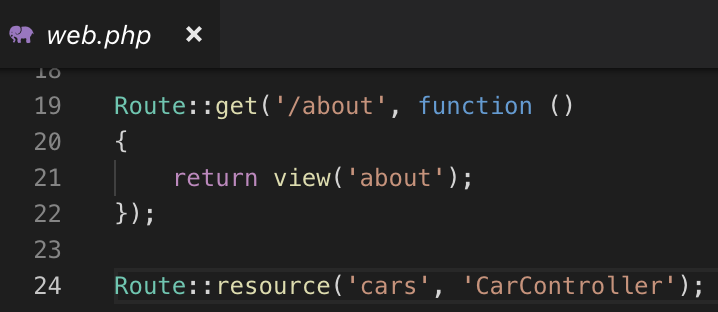 web.php ×
18
19 Route::get('/about', function ()
20 {
21     return view('about');
22 });
23
24 Route::resource('cars', 'CarController');